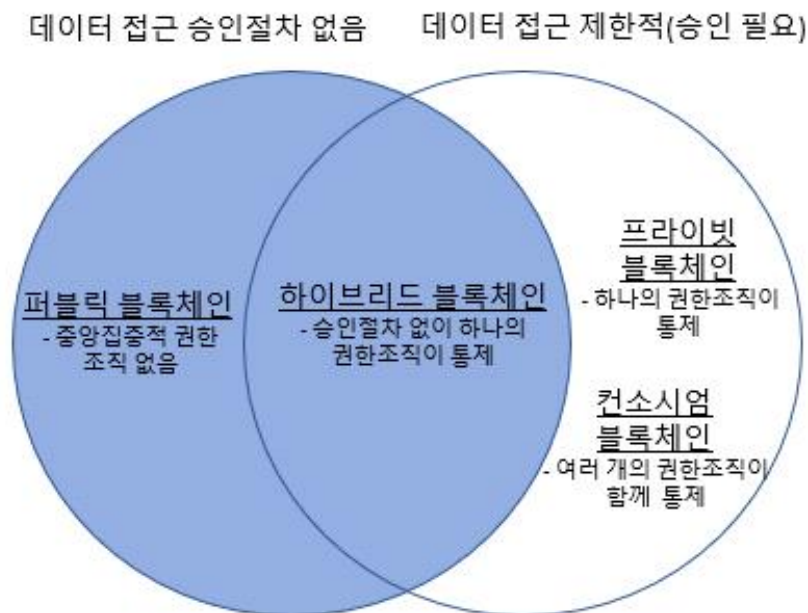 데이터 접근 승인절차 없음
데이터 접근 제한적(승인 필요)
퍼블릭 블록체인
- 중앙집중적 권한
조직 없음
하이브리드 블록체인
- 승인절차 없이 하나의
권한조직이 통제
프라이빗
블록체인
- 하나의 권한조직이
통제
컨소시엄
블록체인
- 여러 개의 권한조직이
함께 통제